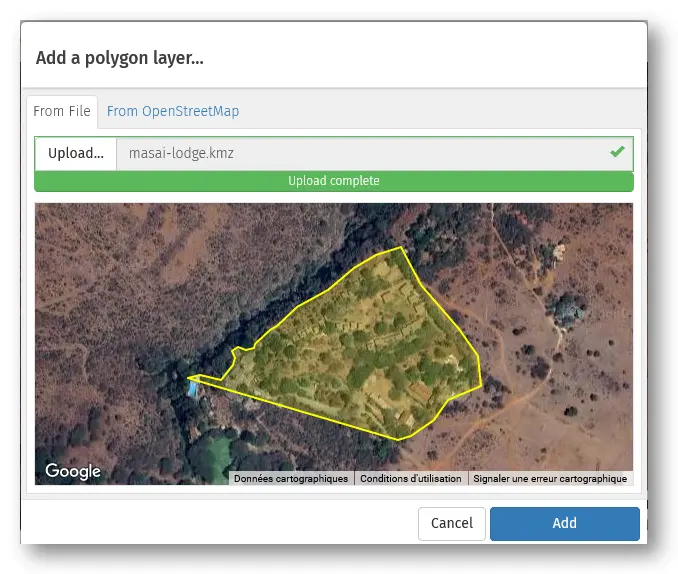 Add a polygon layer...
From File From OpenStreetMap
Upload... masai-lodge.kmz
Upload complete
Google
Données cartographiques Conditions d'utilisation Signaler une erreur cartographique
Cancel Add